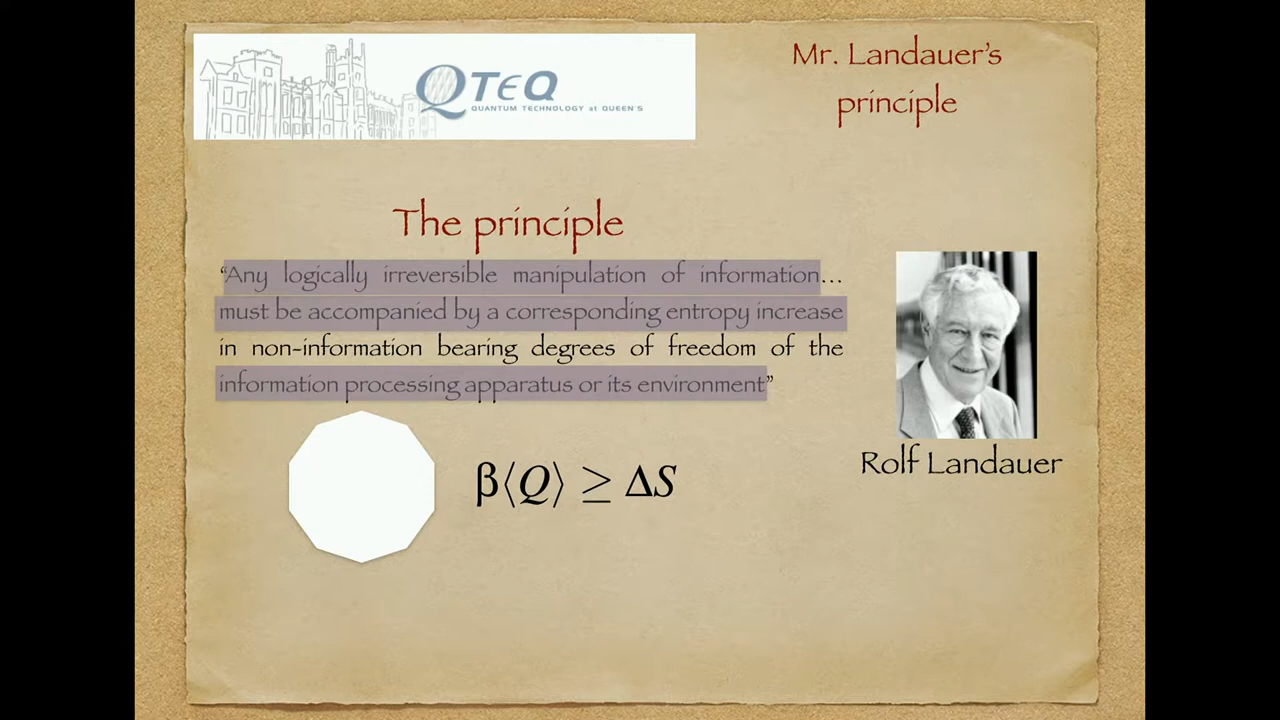 QTEQ
QUANTUM TECHNOLOGY at QUEEN'S
Mr. Landauer's
principle
The principle
“Any logically irreversible manipulation of information...
must be accompanied by a corresponding entropy increase
in non-information bearing degrees of freedom of the
information processing apparatus or its environment”
β⟨Q⟩ ≥ ΔS
Rolf Landauer